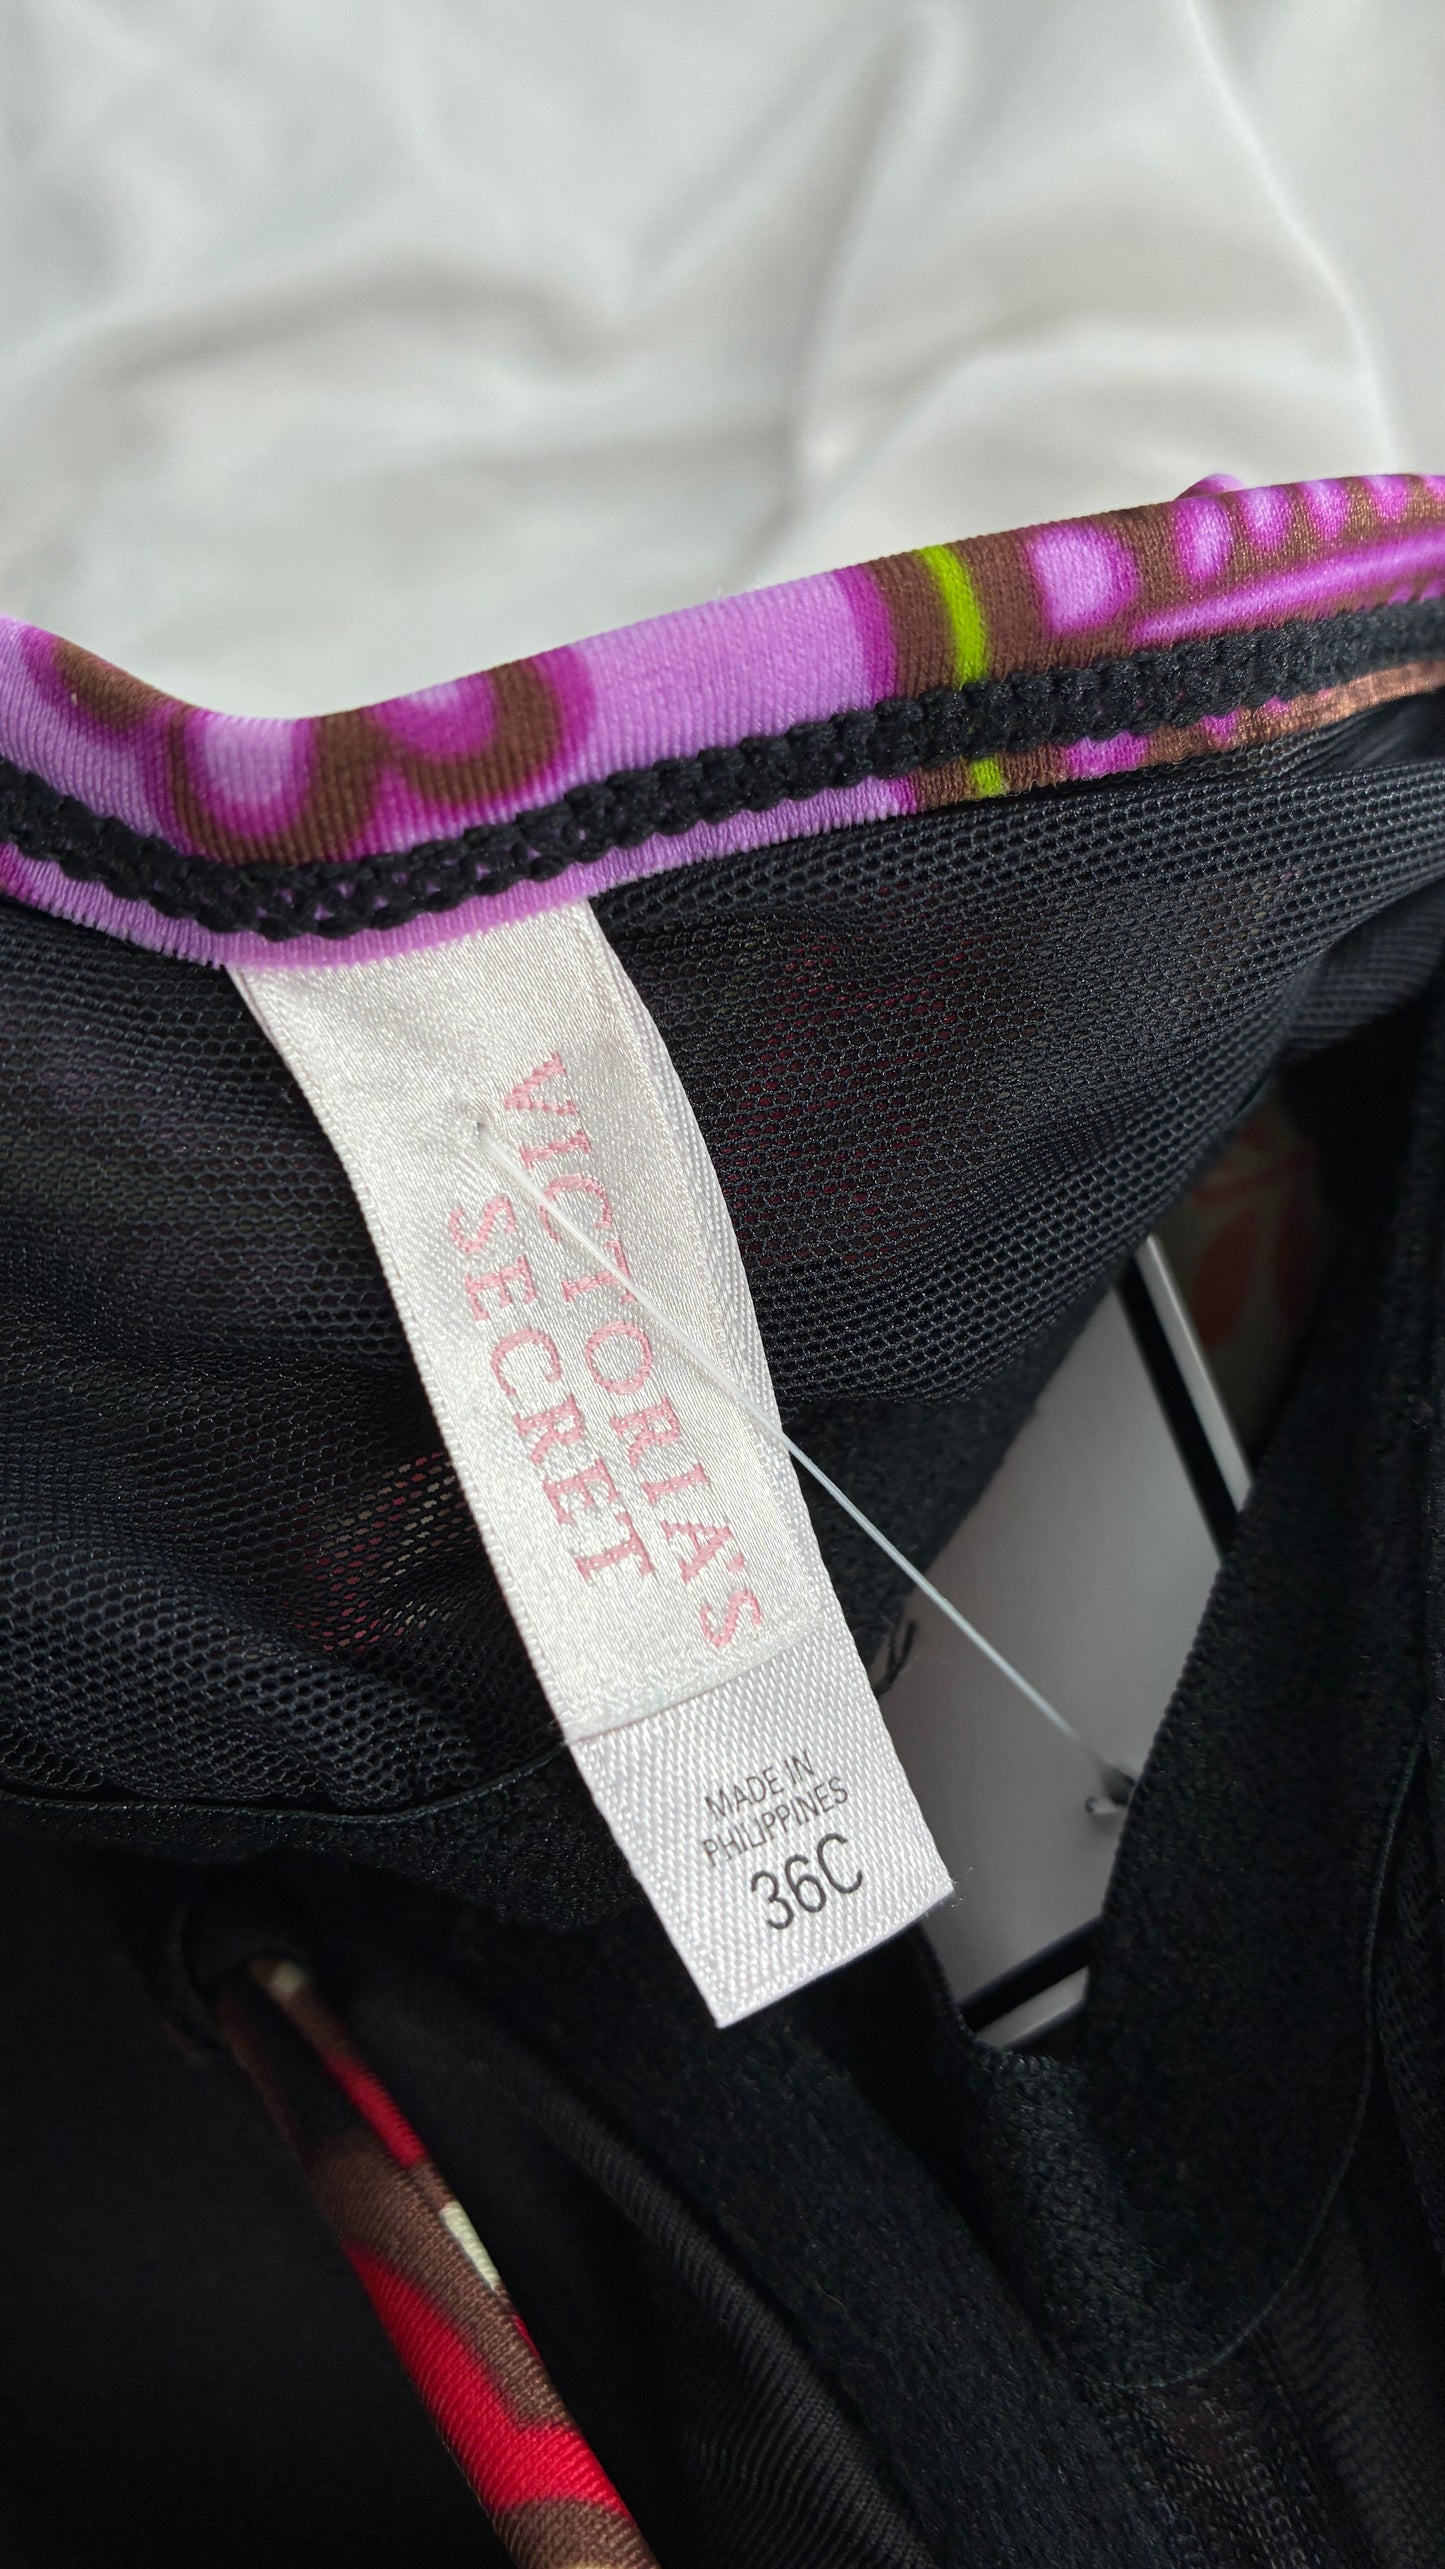 VICTORIA'S
SECRET
MADE IN
PHILIPPINES
36C